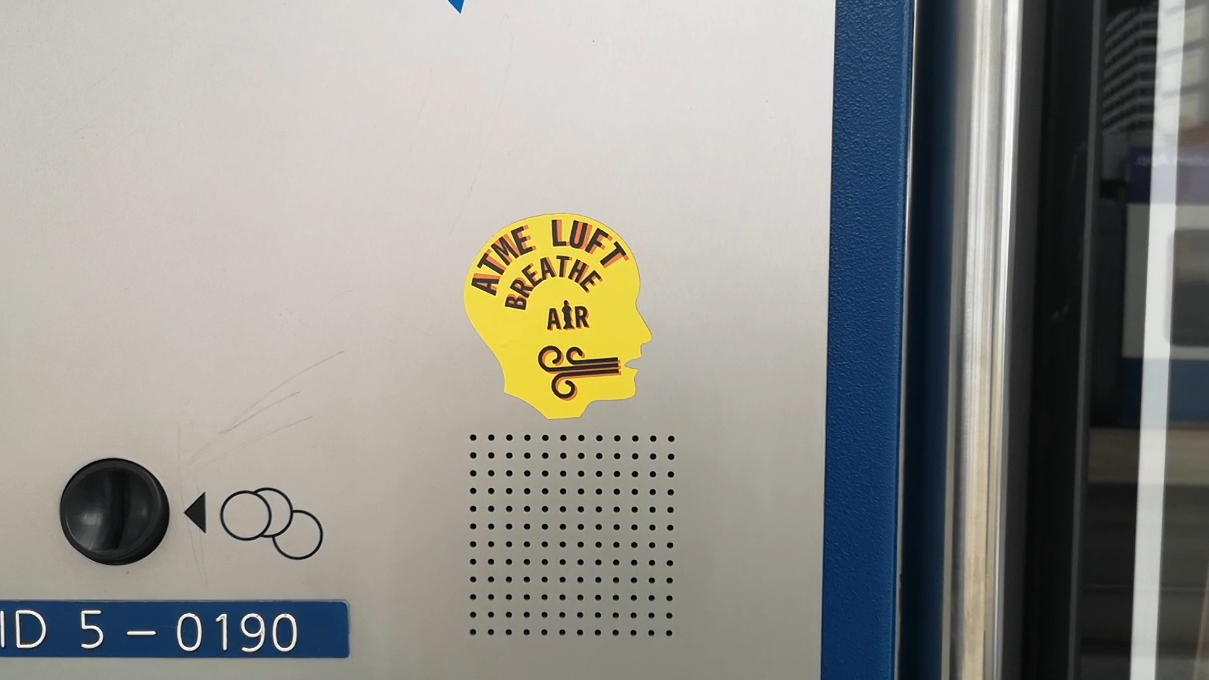 ATME LUFT
BREATHE
AIR
ID 5 – 0190